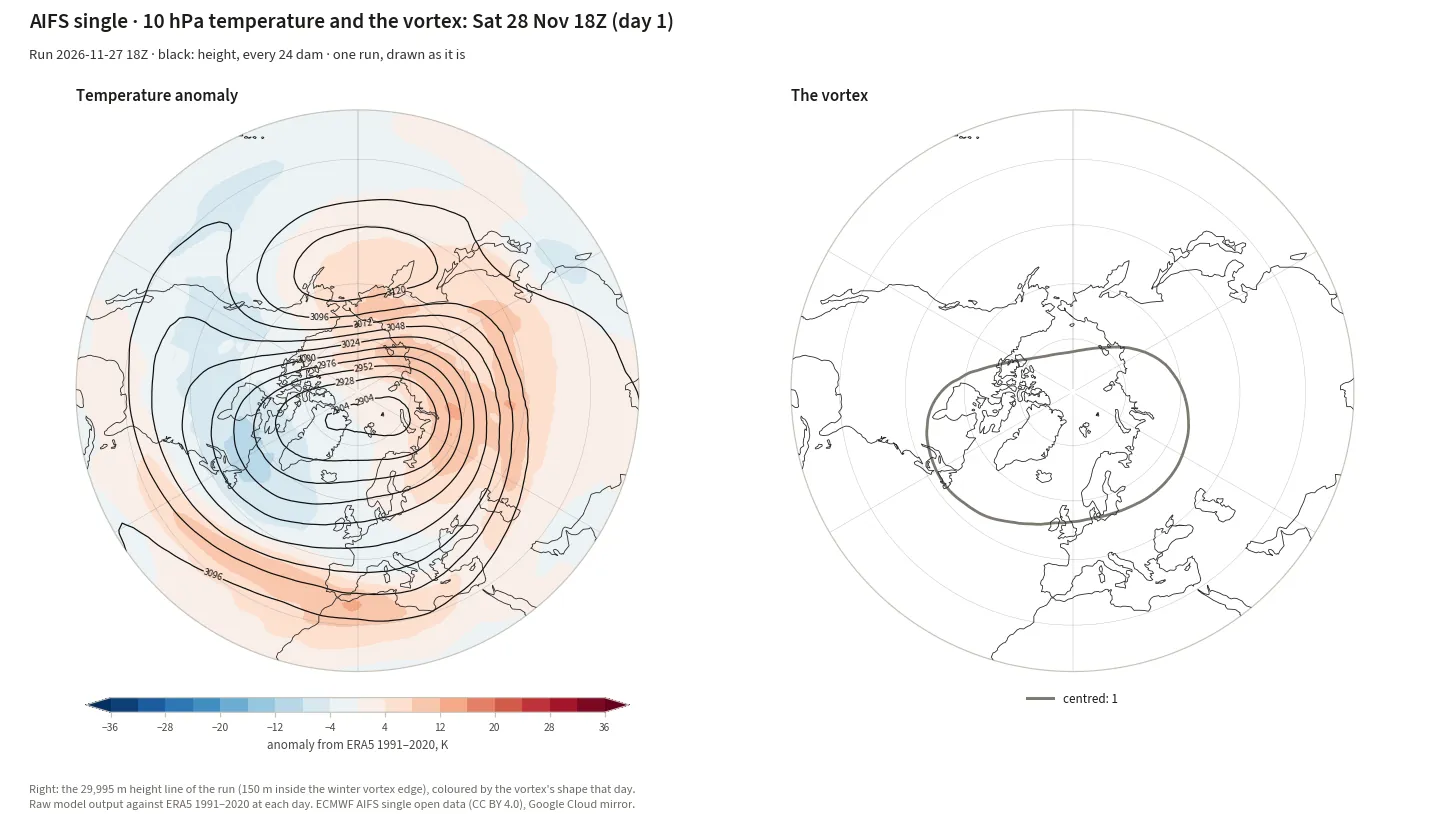 AIFS single · 10 hPa temperature and the vortex: Sat 28 Nov 18Z (day 1)
Run 2026-11-27 18Z · black: height, every 24 dam · one run, drawn as it is
Temperature anomaly
The vortex
3120
3096
3072
3048
3024
3000
2976
2952
2928
2904
3096
centred: 1
−36 −28 −20 −12 −4 4 12 20 28 36
anomaly from ERA5 1991–2020, K
Right: the 29,995 m height line of the run (150 m inside the winter vortex edge), coloured by the vortex's shape that day.
Raw model output against ERA5 1991–2020 at each day. ECMWF AIFS single open data (CC BY 4.0), Google Cloud mirror.